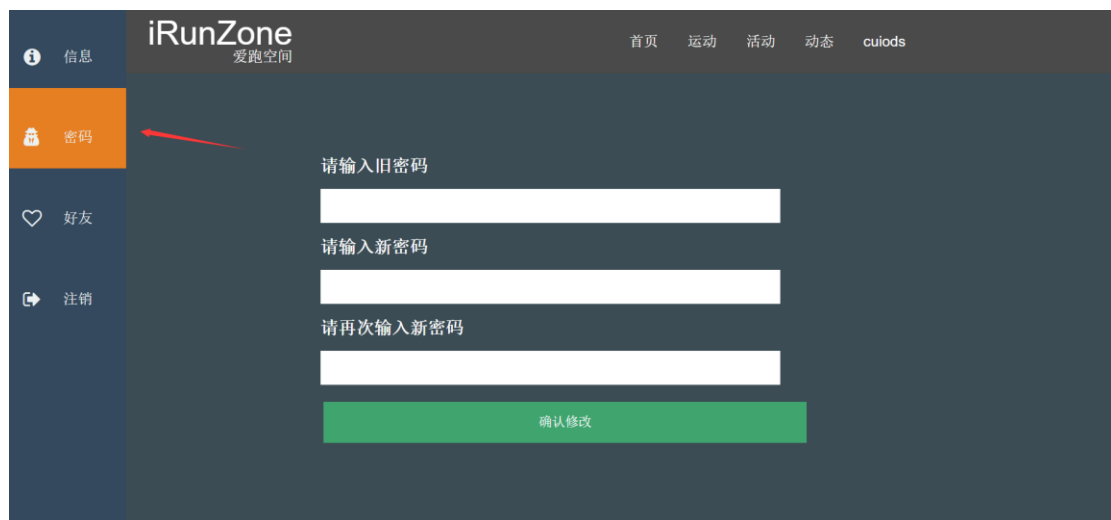 信息
密码
好友
注销
iRunZone
爱跑空间
首页 运动 活动 动态 cuiods
请输入旧密码
请输入新密码
请再次输入新密码
确认修改